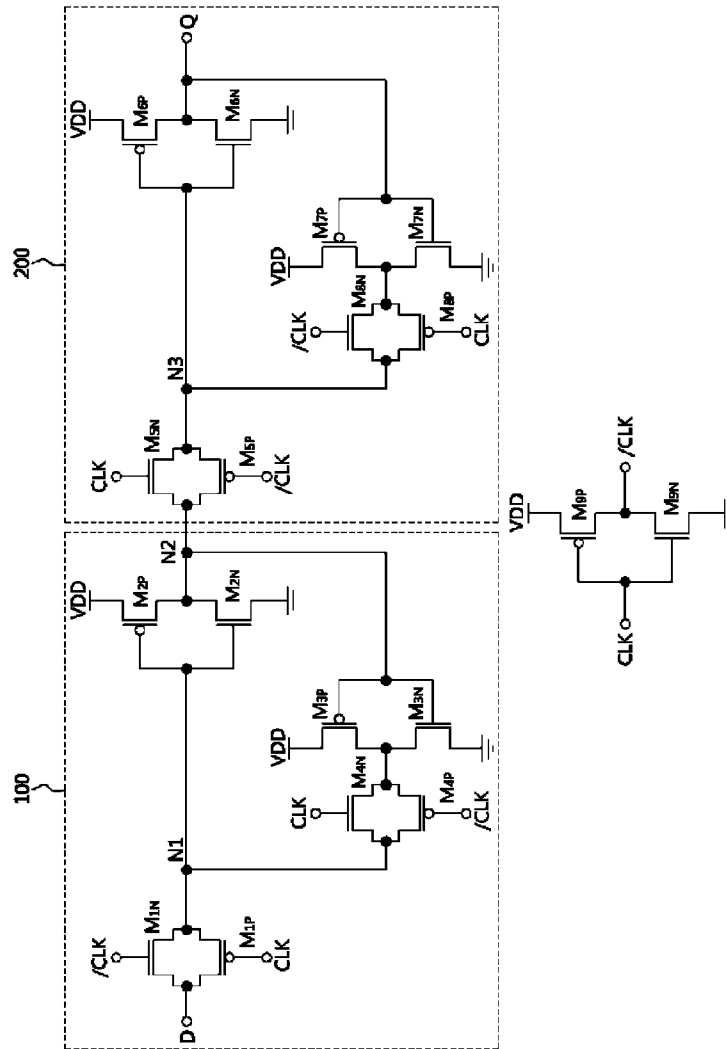 100
200
VDD
VDD
/CLK
CLK
M1N
M2P
M5N
M6P
N1
N2
N3
D
Q
M1P
M2N
M5P
M6N
CLK
VDD
/CLK
VDD
CLK
M3P
/CLK
M7P
M4N
M8N
M3N
M7N
M4P
M8P
/CLK
CLK
VDD
M9P
CLK
/CLK
M9N